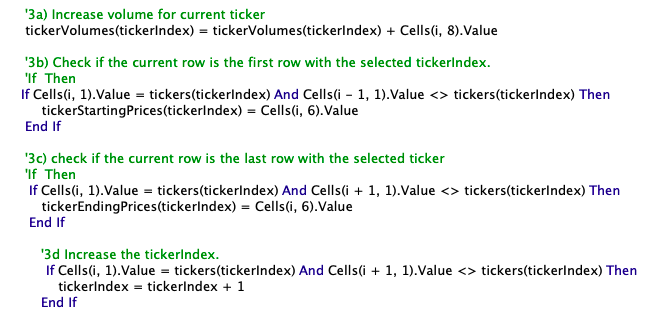 '3a) Increase volume for current ticker
tickerVolumes(tickerIndex) = tickerVolumes(tickerIndex) + Cells(i, 8).Value
'3b) Check if the current row is the first row with the selected tickerIndex.
'If  Then
If Cells(i, 1).Value = tickers(tickerIndex) And Cells(i - 1, 1).Value <> tickers(tickerIndex) Then
tickerStartingPrices(tickerIndex) = Cells(i, 6).Value
End If
'3c) check if the current row is the last row with the selected ticker
'If  Then
If Cells(i, 1).Value = tickers(tickerIndex) And Cells(i + 1, 1).Value <> tickers(tickerIndex) Then
tickerEndingPrices(tickerIndex) = Cells(i, 6).Value
End If
'3d Increase the tickerIndex.
If Cells(i, 1).Value = tickers(tickerIndex) And Cells(i + 1, 1).Value <> tickers(tickerIndex) Then
tickerIndex = tickerIndex + 1
End If